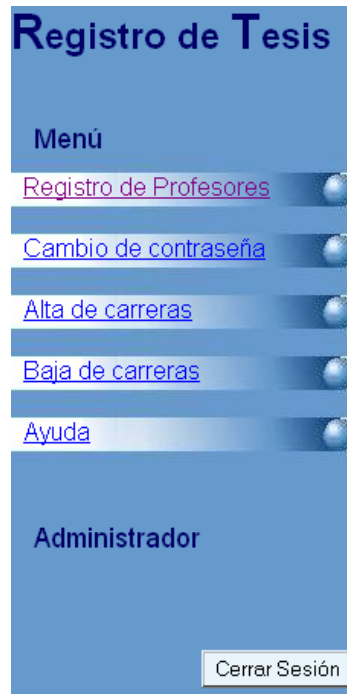 Registro de Tesis
Menú
Registro de Profesores
Cambio de contraseña
Alta de carreras
Baja de carreras
Ayuda
Administrador
Cerrar Sesión